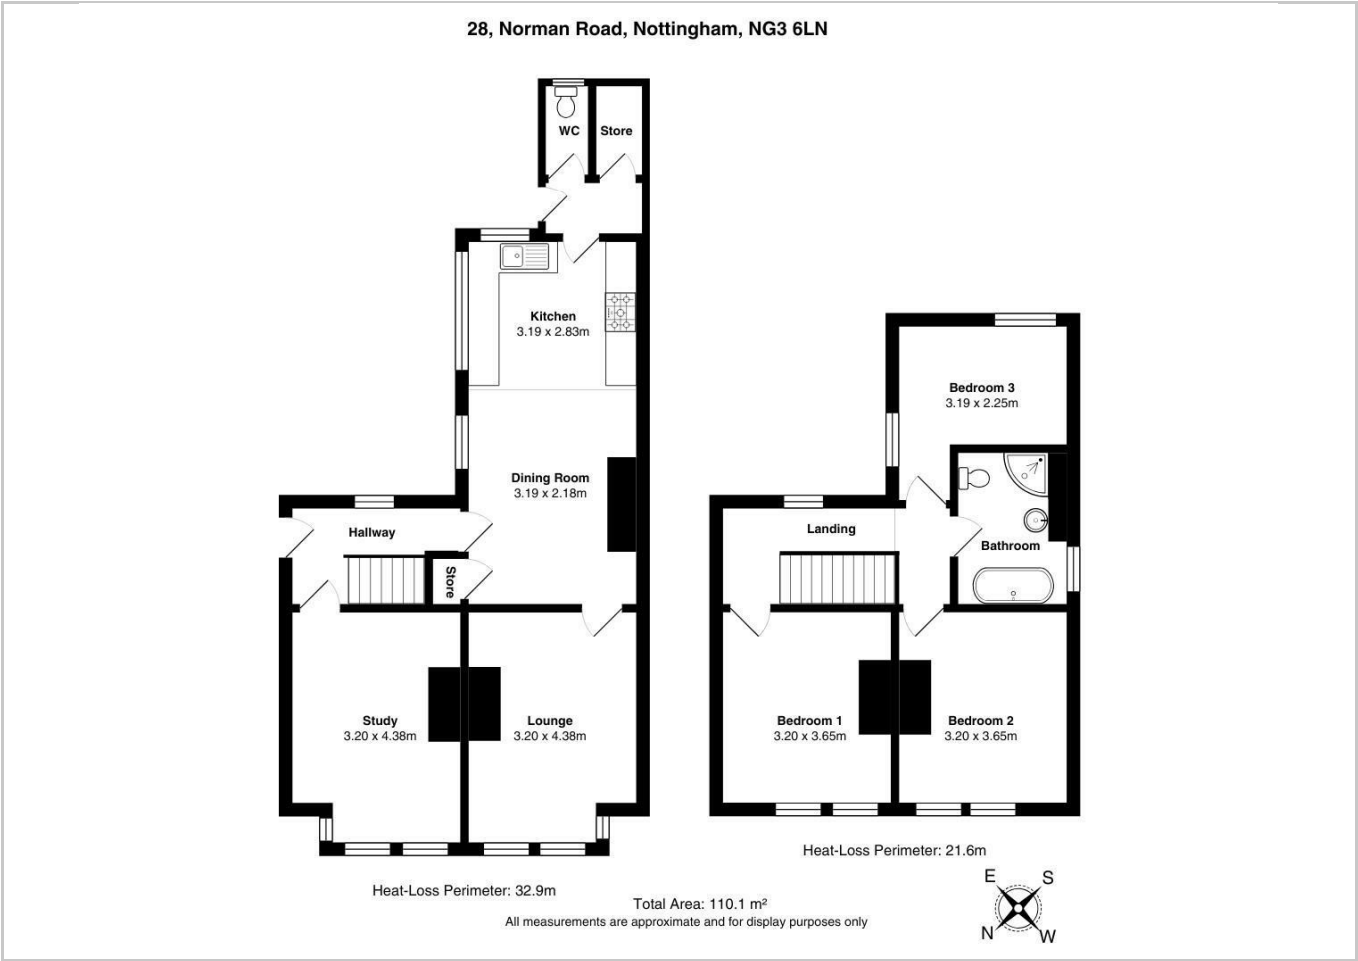 28, Norman Road, Nottingham, NG3 6LN
WC
Store
Kitchen
3.19 x 2.83m
Dining Room
3.19 x 2.18m
Hallway
Store
Study
3.20 x 4.38m
Lounge
3.20 x 4.38m
Heat-Loss Perimeter: 32.9m
Bedroom 3
3.19 x 2.25m
Landing
Bathroom
Bedroom 1
3.20 x 3.65m
Bedroom 2
3.20 x 3.65m
Heat-Loss Perimeter: 21.6m
Total Area: 110.1 m²
All measurements are approximate and for display purposes only
E S
N W